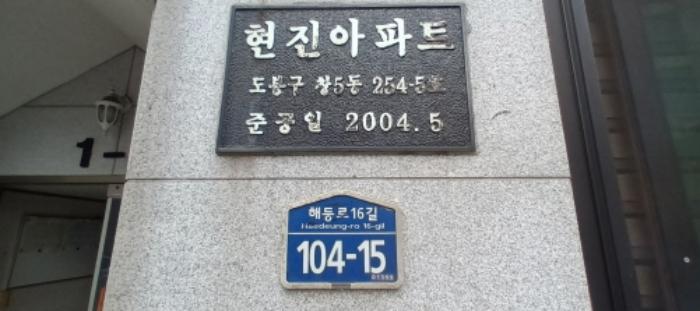 현진아파트
도봉구 창5동 254-5호
준공일 2004.5
1-
해등로16길
Haedeung-ro 16-gil
104-15